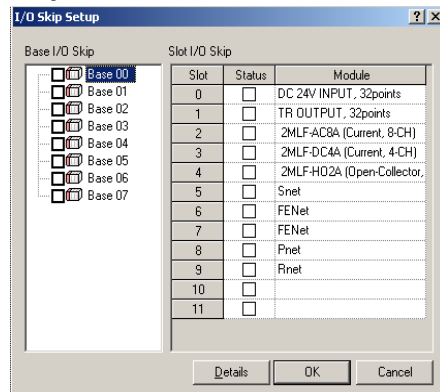 I/O Skip Setup
Base I/O Skip
Slot I/O Skip
Base 00
Base 01
Base 02
Base 03
Base 04
Base 05
Base 06
Base 07
Slot Status Module
0 DC 24V INPUT, 32points
1 TR OUTPUT, 32points
2 2MLF-AC8A (Current, 8-CH)
3 2MLF-DC4A (Current, 4-CH)
4 2MLF-HO2A (Open-Collector,
5 Snet
6 FENet
7 FENet
8 Pnet
9 Rnet
10
11
Details OK Cancel